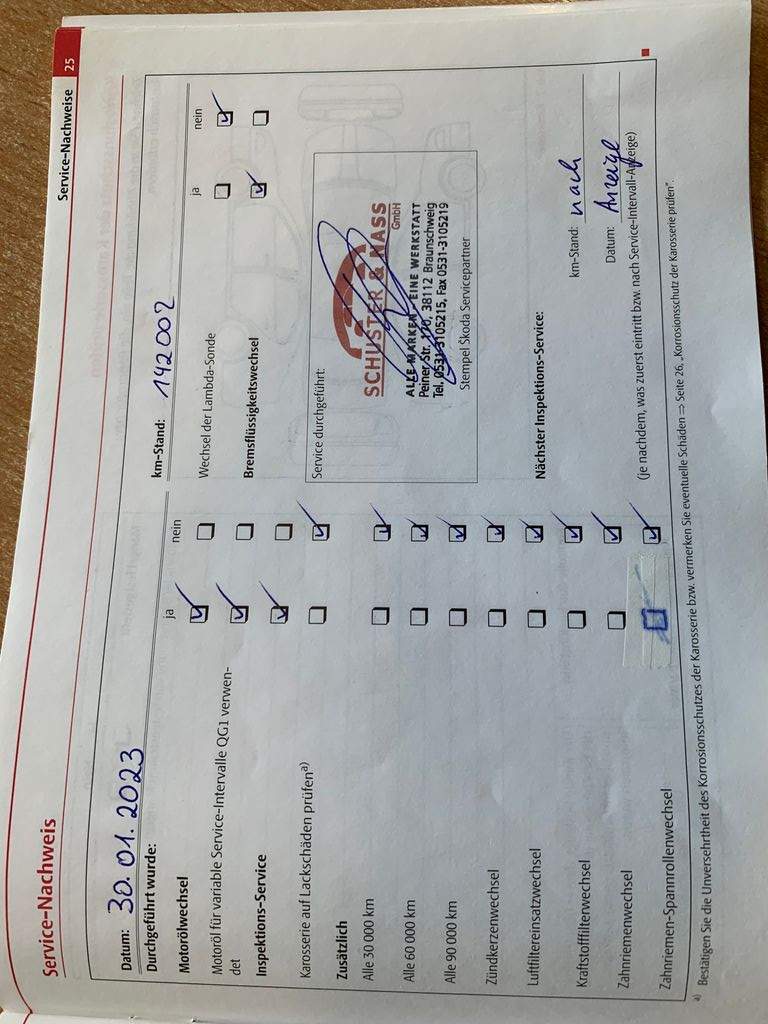 Service-Nachweise 25
Service-Nachweis
Datum: 30.01.2023
km-Stand: 142002
Durchgeführt wurde:
ja nein
ja nein
Motorölwechsel
Motoröl für variable Service-Intervalle QG1 verwen-
det
Inspektions-Service
Karosserie auf Lackschäden prüfen a)
Zusätzlich
Alle 30 000 km
Alle 60 000 km
Alle 90 000 km
Zündkerzenwechsel
Luftfiltereinsatzwechsel
Kraftstofffilterwechsel
Zahnriemenwechsel
Zahnriemen-Spannrollenwechsel
Wechsel der Lambda-Sonde
Bremsflüssigkeitswechsel
Service durchgeführt:
SCHUSTER & NASS
GmbH
ALLE MARKEN, EINE WERKSTATT
Peiner Str. 170, 38112 Braunschweig
Tel. 0531-3105215, Fax 0531-3105219
Stempel Škoda Servicepartner
Nächster Inspektions-Service:
km-Stand: nach
Datum: Anzeige
(je nachdem, was zuerst eintritt bzw. nach Service-Intervall-Anzeige)
a) Bestätigen Sie die Unversehrtheit des Korrosionsschutzes der Karosserie bzw. vermerken Sie eventuelle Schäden ⇒ Seite 26, „Korrosionsschutz der Karosserie prüfen“.